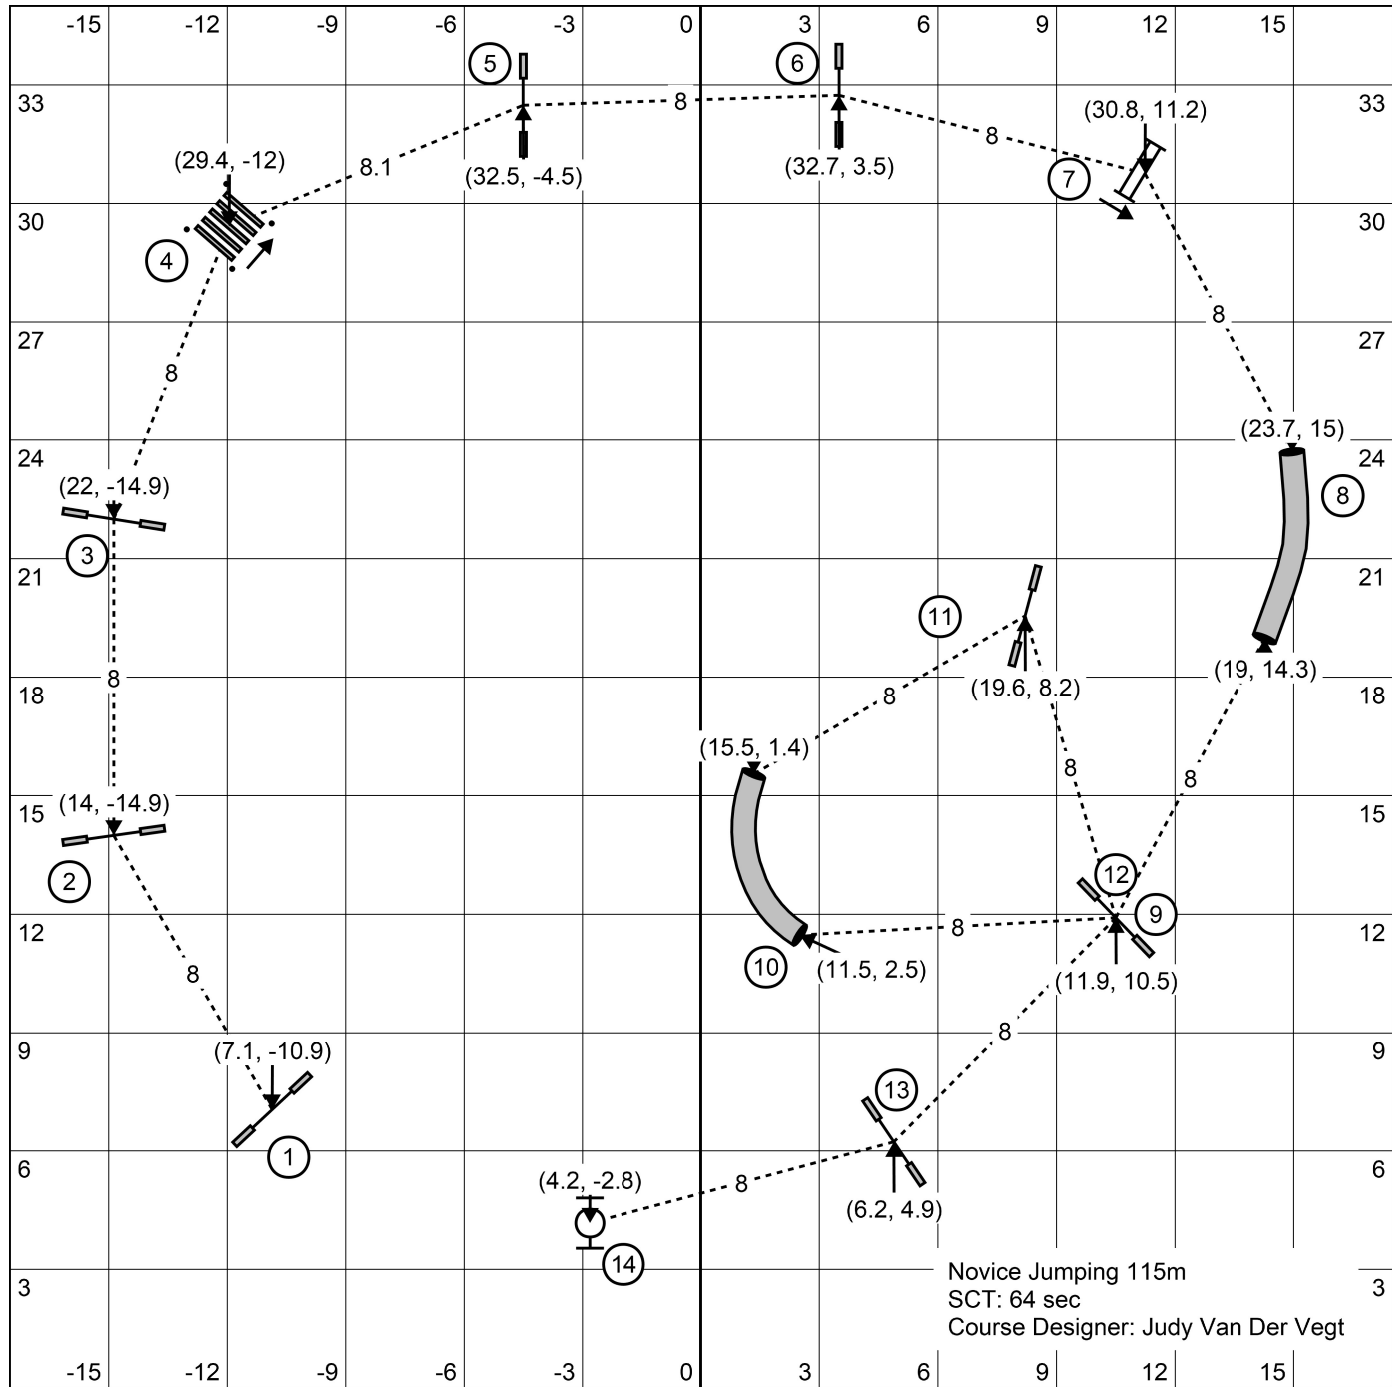 -15 -12 -9 -6 -3 0 3 6 9 12 15
5 6
33 8 33
(30.8, 11.2)
8
(29.4, -12) 8.1 (32.5, -4.5) (32.7, 3.5) 7
30 30
4
8
27 27
8
(23.7, 15)
24 24
(22, -14.9) 8
3
21 21
11
8 (19.6, 8.2) (19, 14.3)
18 8 18
(15.5, 1.4) 8 8
(14, -14.9)
15 15
2 12
9
12 8 12
10 (11.5, 2.5) (11.9, 10.5)
8
8
9 9
(7.1, -10.9)
13
1
6 6
(4.2, -2.8) 8
(6.2, 4.9)
14
Novice Jumping 115m
3 3
SCT: 64 sec
Course Designer: Judy Van Der Vegt
-15 -12 -9 -6 -3 0 3 6 9 12 15